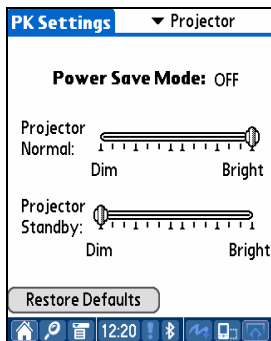 PK Settings ▼ Projector
Power Save Mode: OFF
Projector
Normal:
Dim Bright
Projector
Standby:
Dim Bright
Restore Defaults
12:20